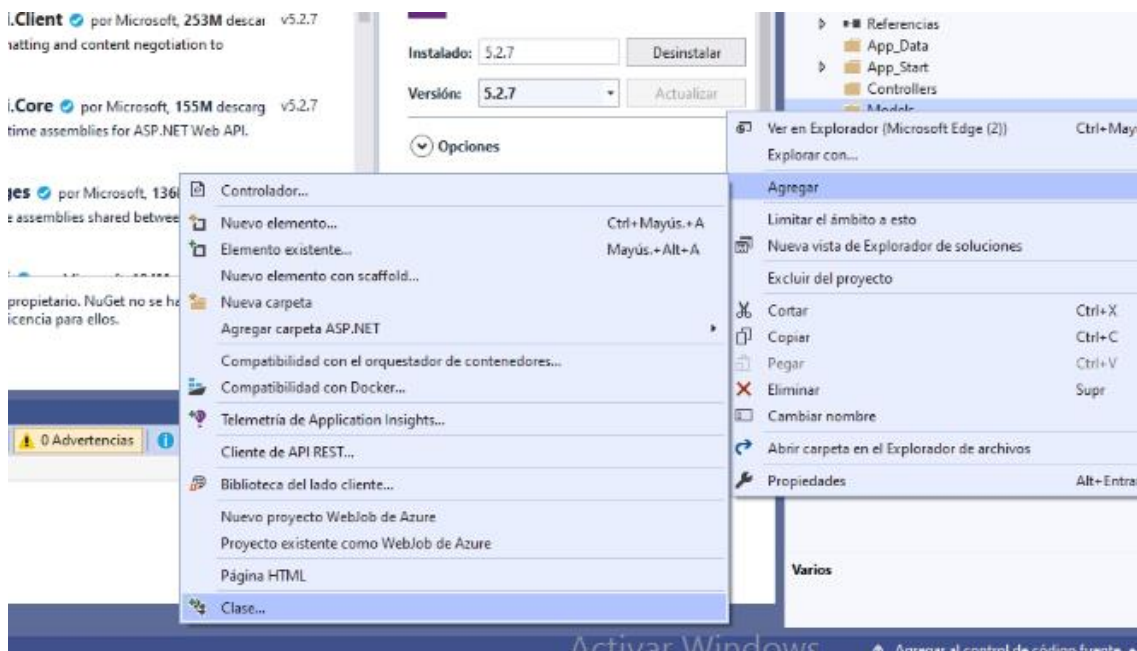 i.Client por Microsoft, 253M descar v5.2.7
natting and content negotiation to
i.Core por Microsoft, 155M descarg v5.2.7
time assemblies for ASP.NET Web API.
ges por Microsoft, 136
e assemblies shared betwee
propietario. NuGet no se ha
icencia para ellos.
0 Advertencias
Instalado: 5.2.7 Desinstalar
Versión: 5.2.7 Actualizar
Opciones
Referencias
App_Data
App_Start
Controllers
Models
Ver en Explorador (Microsoft Edge (2)) Ctrl+May
Explorar con...
Agregar
Limitar el ámbito a esto
Nueva vista de Explorador de soluciones
Excluir del proyecto
Cortar Ctrl+X
Copiar Ctrl+C
Pegar Ctrl+V
Eliminar Supr
Cambiar nombre
Abrir carpeta en el Explorador de archivos
Propiedades Alt+Entra
Controlador...
Nuevo elemento... Ctrl+Mayús.+A
Elemento existente... Mayús.+Alt+A
Nuevo elemento con scaffold...
Nueva carpeta
Agregar carpeta ASP.NET
Compatibilidad con el orquestador de contenedores...
Compatibilidad con Docker...
Telemetría de Application Insights...
Cliente de API REST...
Biblioteca del lado cliente...
Nuevo proyecto WebJob de Azure
Proyecto existente como WebJob de Azure
Página HTML
Clase...
Varios
Activar Windows
Agregar al control de código fuente